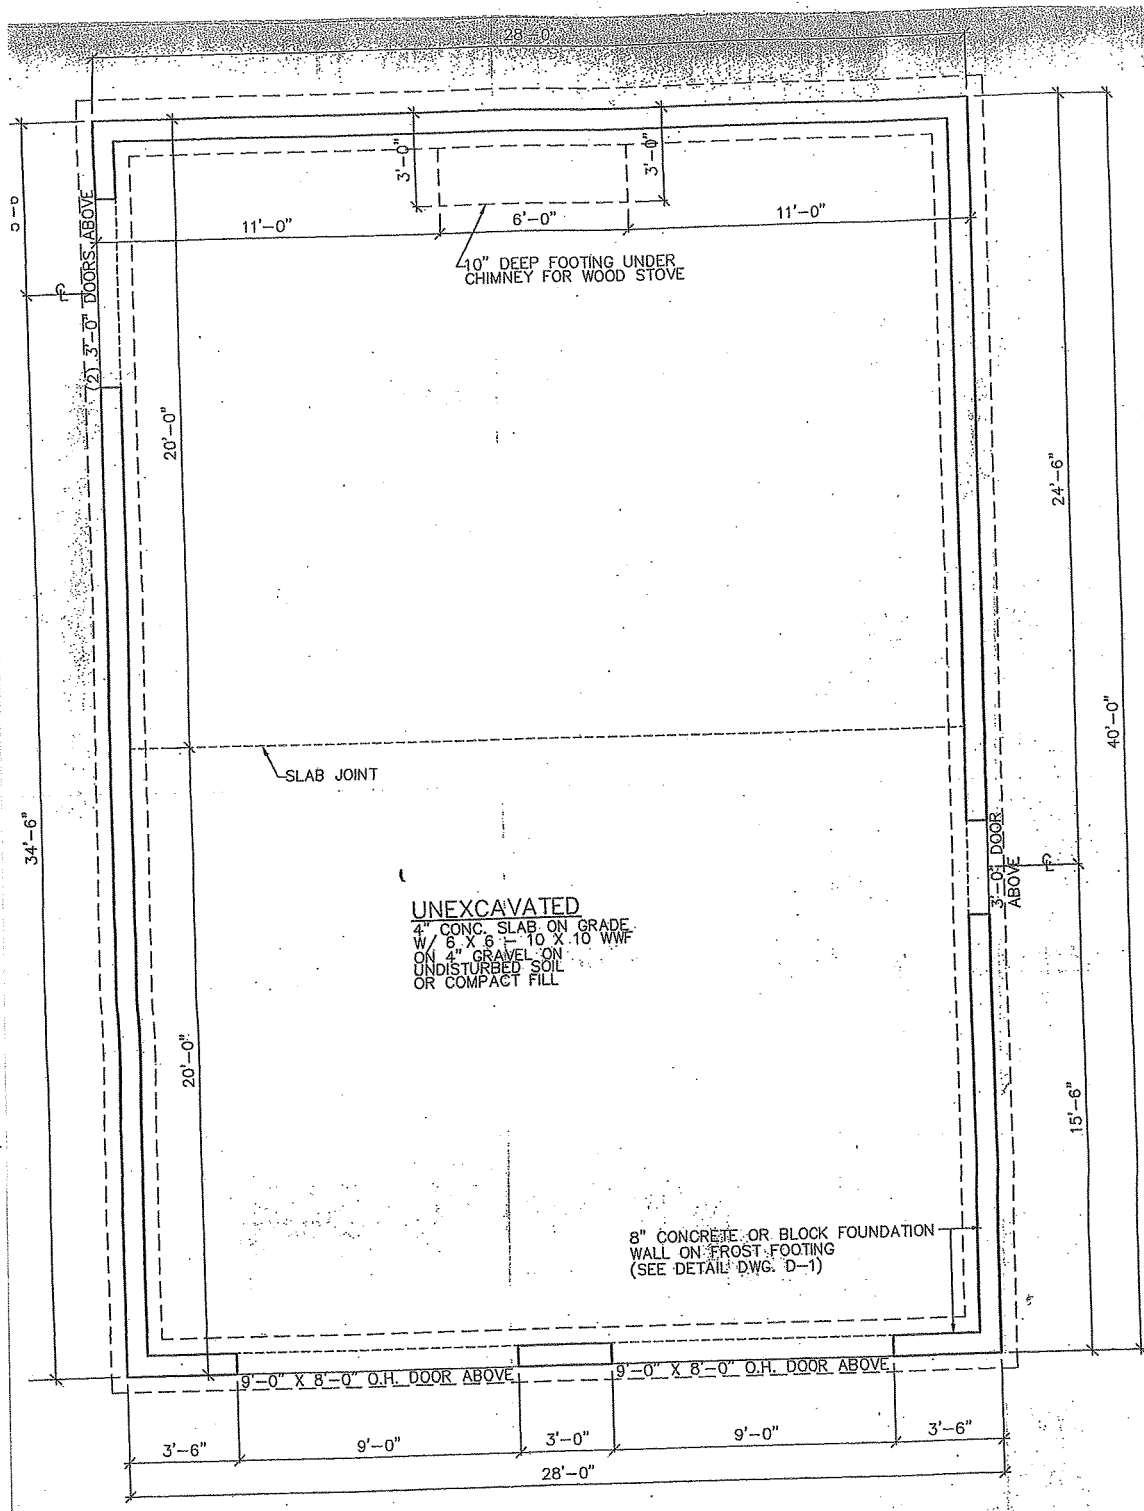 28'-0"
3'-0"
3'-0"
11'-0"
6'-0"
11'-0"
10" DEEP FOOTING UNDER
CHIMNEY FOR WOOD STOVE
(2) 3'-0" DOORS ABOVE
20'-0"
24'-6"
40'-0"
SLAB JOINT
34'-6"
3'-0" DOOR
ABOVE
UNEXCAVATED
4" CONC. SLAB ON GRADE
W/ 6 X 6 - 10 X 10 WWF
ON 4" GRAVEL ON
UNDISTURBED SOIL
OR COMPACT FILL
20'-0"
15'-6"
8" CONCRETE OR BLOCK FOUNDATION
WALL ON FROST FOOTING
(SEE DETAIL DWG. D-1)
9'-0" X 8'-0" O.H. DOOR ABOVE
9'-0" X 8'-0" O.H. DOOR ABOVE
3'-6"
9'-0"
3'-0"
9'-0"
3'-6"
28'-0"